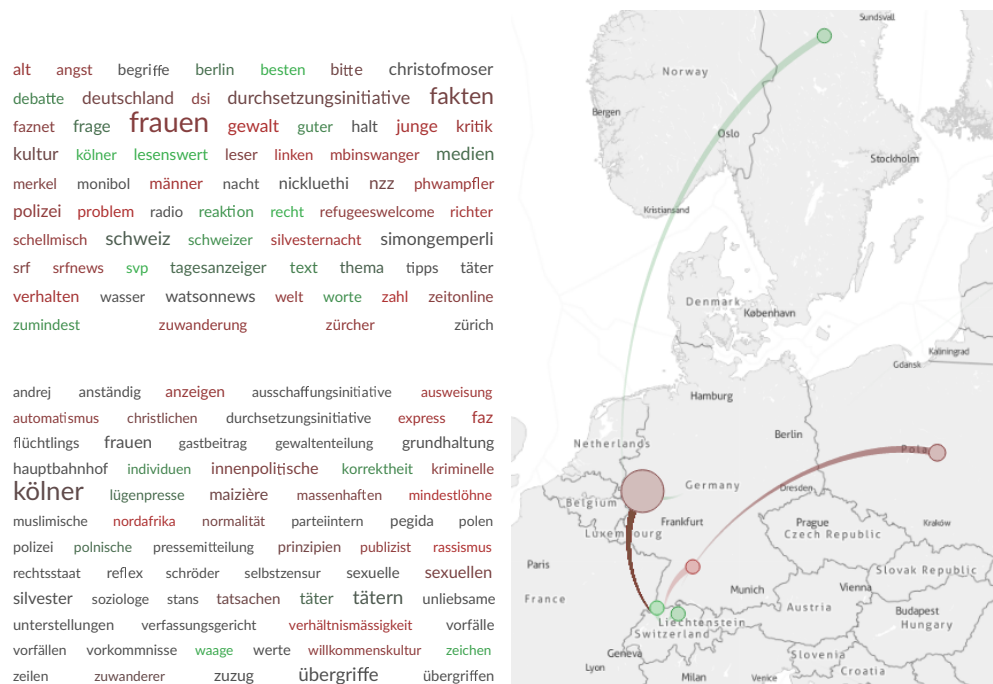 alt angst begriffe berlin besten bitte christofmoser
debatte deutschland dsi durchsetzungsinitiative fakten
faznet frage frauen gewalt guter halt junge kritik
kultur kölner lesenswert leser linken mbinswanger medien
merkel monibol männer nacht nickluethi nzz phwampfler
polizei problem radio reaktion recht refugeeswelcome richter
schellmisch schweiz schweizer silvesternacht simongemperli
srf srfnews svp tagesanzeiger text thema tipps täter
verhalten wasser watsonnews welt worte zahl zeitonline
zumindest zuwanderung zürcher zürich
andrej anständig anzeigen ausschaffungsinitiative ausweisung
automatismus christlichen durchsetzungsinitiative express faz
flüchtlings frauen gastbeitrag gewaltenteilung grundhaltung
hauptbahnhof individuen innenpolitische korrektheit kriminelle
kölner lügenpresse maizière massenhaften mindestlöhne
muslimische nordafrika normalität parteiintern pegida polen
polizei polnische pressemitteilung prinzipien publizist rassismus
rechtsstaat reflex schröder selbstzensur sexuelle sexuellen
silvester soziologe stans tatsachen täter tätern unliebsame
unterstellungen verfassungsgericht verhältnismässigkeit vorfälle
vorfällen vorkommnisse waage werte willkommenskultur zeichen
zeilen zuwanderer zuzug übergriffe übergriffen
Sundsvall
Norway
Bergen
Oslo
Stockholm
Kristiansand
Denmark
København
Kaliningrad
Gdansk
Hamburg
Berlin
Netherlands
Pola
Germany
Dresden
Belgium
Frankfurt
Prague
Kraków
Luxembourg
Czech Republic
Paris
Slovak Republic
Munich
Vienna
France
Austria
Budapest
Liechtenstein
Hungary
Switzerland
Geneva
Slovenia
Lyon
Croatia
Milan
Venice